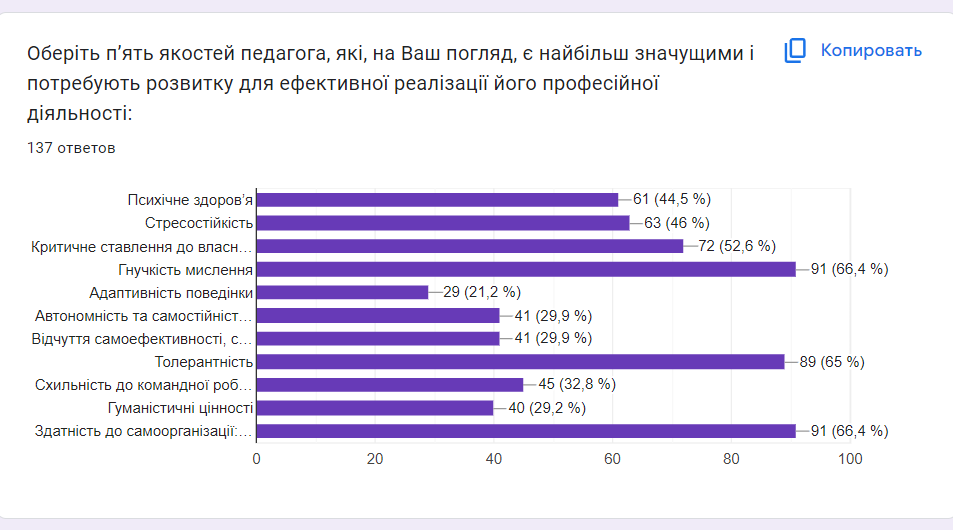 Оберіть п’ять якостей педагога, які, на Ваш погляд, є найбільш значущими і
потребують розвитку для ефективної реалізації його професійної
діяльності:
Копировать
137 ответов
Психічне здоров’я 61 (44,5 %)
Стресостійкість 63 (46 %)
Критичне ставлення до власн… 72 (52,6 %)
Гнучкість мислення 91 (66,4 %)
Адаптивність поведінки 29 (21,2 %)
Автономність та самостійніст… 41 (29,9 %)
Відчуття самоефективності, с… 41 (29,9 %)
Толерантність 89 (65 %)
Схильність до командної роб… 45 (32,8 %)
Гуманістичні цінності 40 (29,2 %)
Здатність до самоорганізації:… 91 (66,4 %)
0 20 40 60 80 100